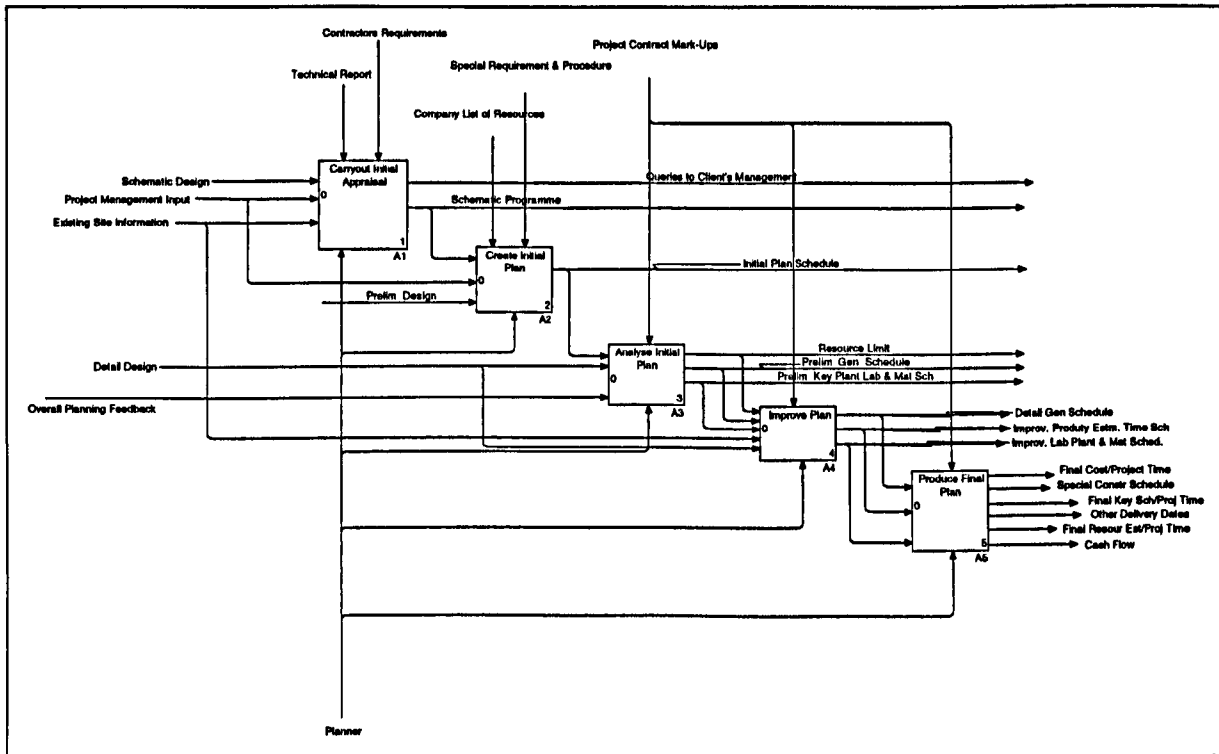 Contractors Requirements
Project Contract Mark-Ups
Special Requirement & Procedure
Technical Report
Company List of Resources
Carryout Initial
Appraisal
0
1
A1
Schematic Design
Project Management Input
Existing Site Information
Queries to Client's Management
Schematic Programme
Create Initial
Plan
0
2
A2
Initial Plan Schedule
Prelim Design
Analyse Initial
Plan
0
3
A3
Resource Limit
Prelim Gen Schedule
Prelim Key Plant Lab & Mat Sch
Detail Design
Overall Planning Feedback
Improve Plan
0
4
A4
Detail Gen Schedule
Improv. Produty Estm. Time Sch
Improv. Lab Plant & Mat Sched.
Produce Final
Plan
0
5
A5
Final Cost/Project Time
Special Constr Schedule
Final Key Sch/Proj Time
Other Delivery Dates
Final Resour Est/Proj Time
Cash Flow
Planner